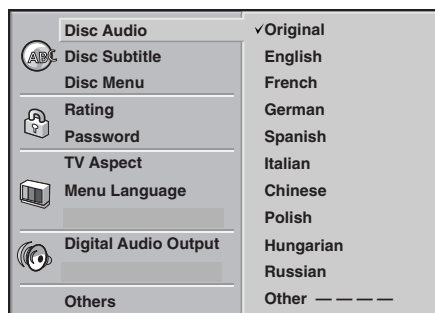 Disc Audio
Disc Subtitle
Disc Menu
Rating
Password
TV Aspect
Menu Language
Digital Audio Output
Others
ABC
✓Original
English
French
German
Spanish
Italian
Chinese
Polish
Hungarian
Russian
Other — — — —